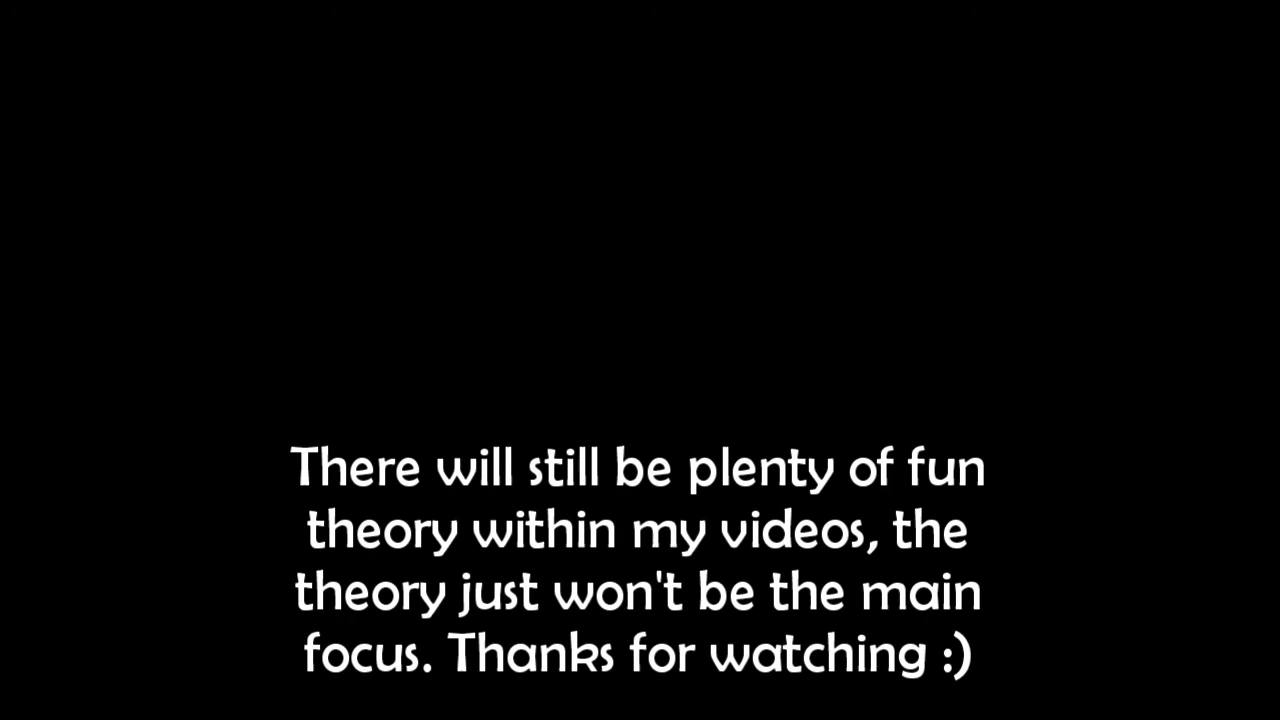 There will still be plenty of fun
theory within my videos, the
theory just won't be the main
focus. Thanks for watching :)